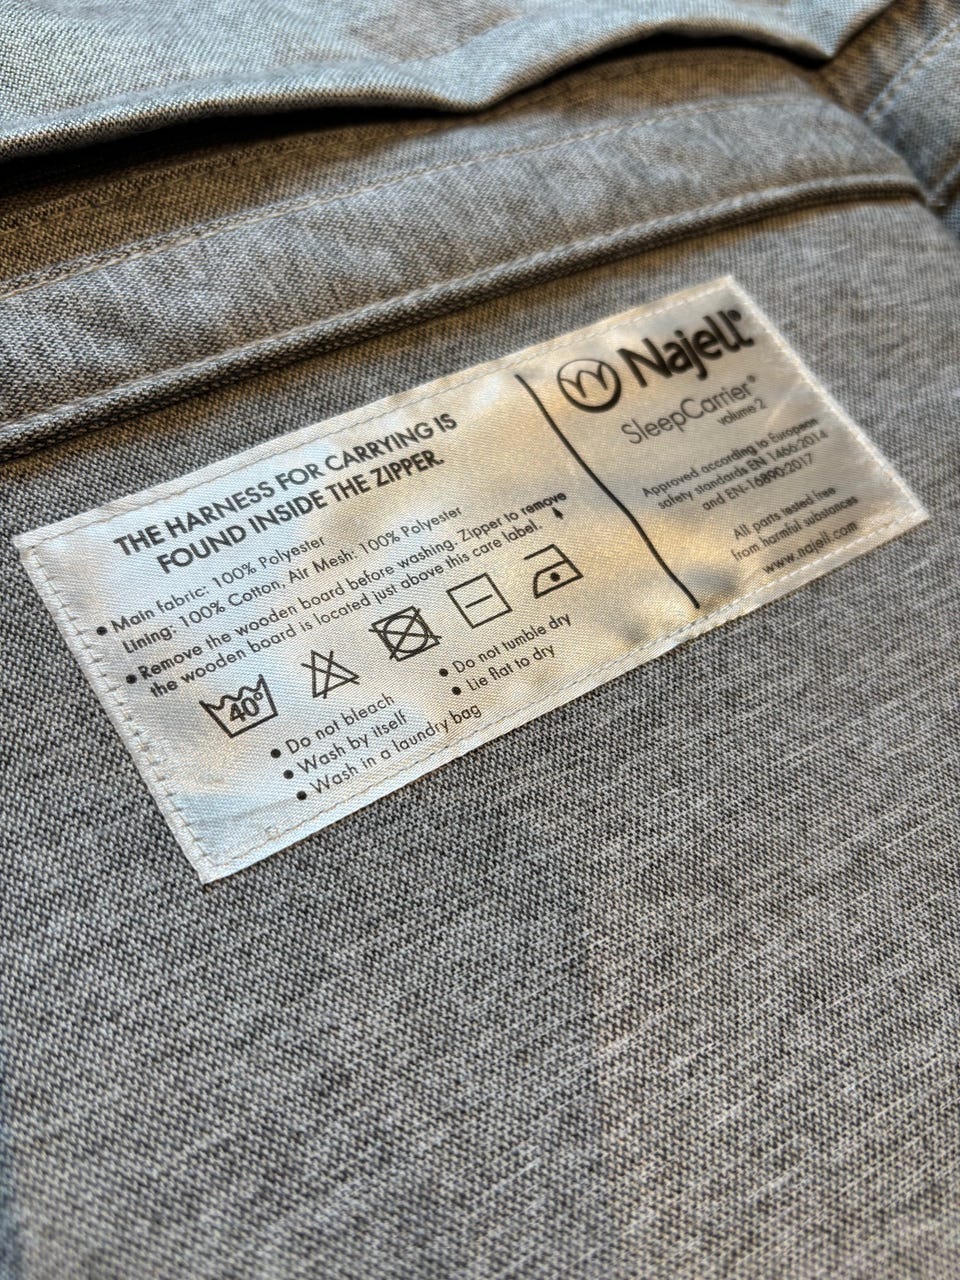 THE HARNESS FOR CARRYING IS
FOUND INSIDE THE ZIPPER.
• Main fabric: 100% Polyester
Lining: 100% Cotton. Air Mesh: 100% Polyester
• Remove the wooden board before washing. Zipper to remove
the wooden board is located just above this care label.
40°
• Do not bleach
• Wash by itself
• Wash in a laundry bag
• Do not tumble dry
• Lie flat to dry
Najell®
SleepCarrier®
volume 2
Approved according to European
safety standards EN 1466:2014
and EN-16890:2017
All parts tested free
from harmful substances
www.najell.com